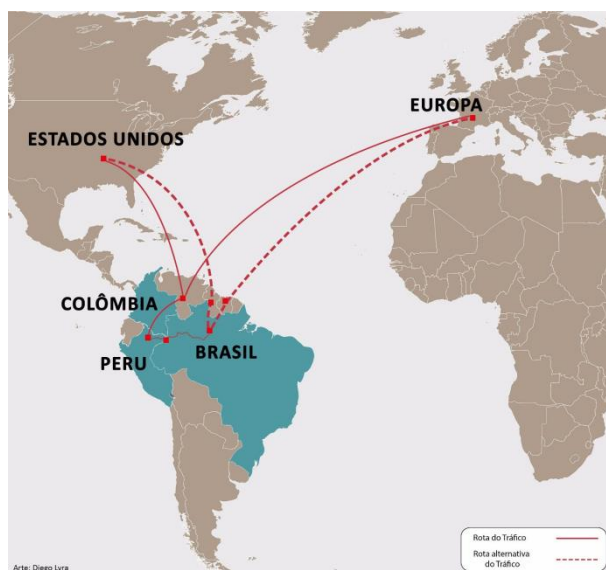 EUROPA
ESTADOS UNIDOS
COLÔMBIA
PERU
BRASIL
Rota do Tráfico
Rota alternativa
do Tráfico
Arte: Diego Lyra